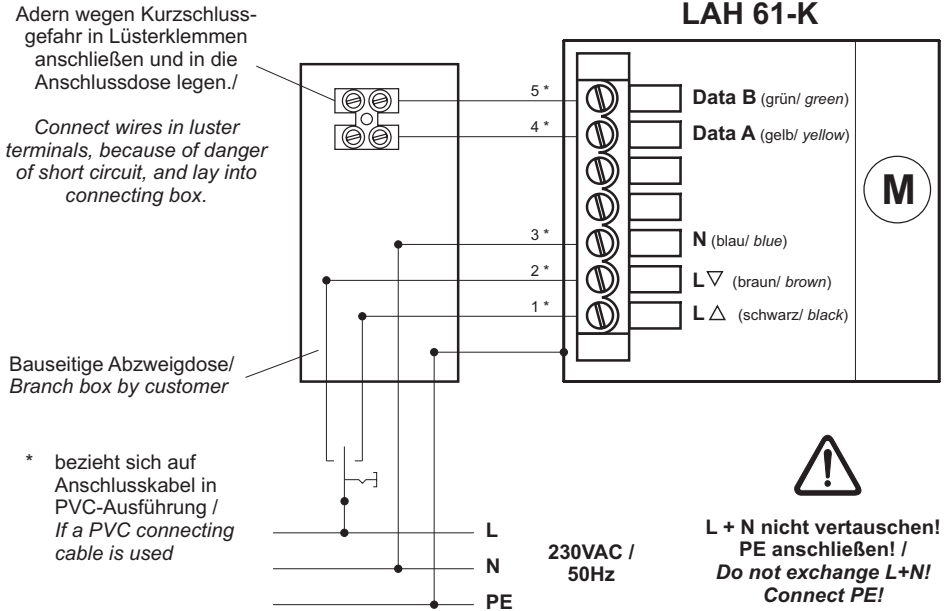 Adern wegen Kurzschluss-
gefahr in Lüsterklemmen
anschließen und in die
Anschlussdose legen./
Connect wires in luster
terminals, because of danger
of short circuit, and lay into
connecting box.
LAH 61-K
5 *
Data B (grün/ green)
4 *
Data A (gelb/ yellow)
M
3 *
N (blau/ blue)
2 *
L▽ (braun/ brown)
1 *
L △ (schwarz/ black)
Bauseitige Abzweigdose/
Branch box by customer
* bezieht sich auf
Anschlusskabel in
PVC-Ausführung /
If a PVC connecting
cable is used
L
N
PE
230VAC /
50Hz
L + N nicht vertauschen!
PE anschließen! /
Do not exchange L+N!
Connect PE!